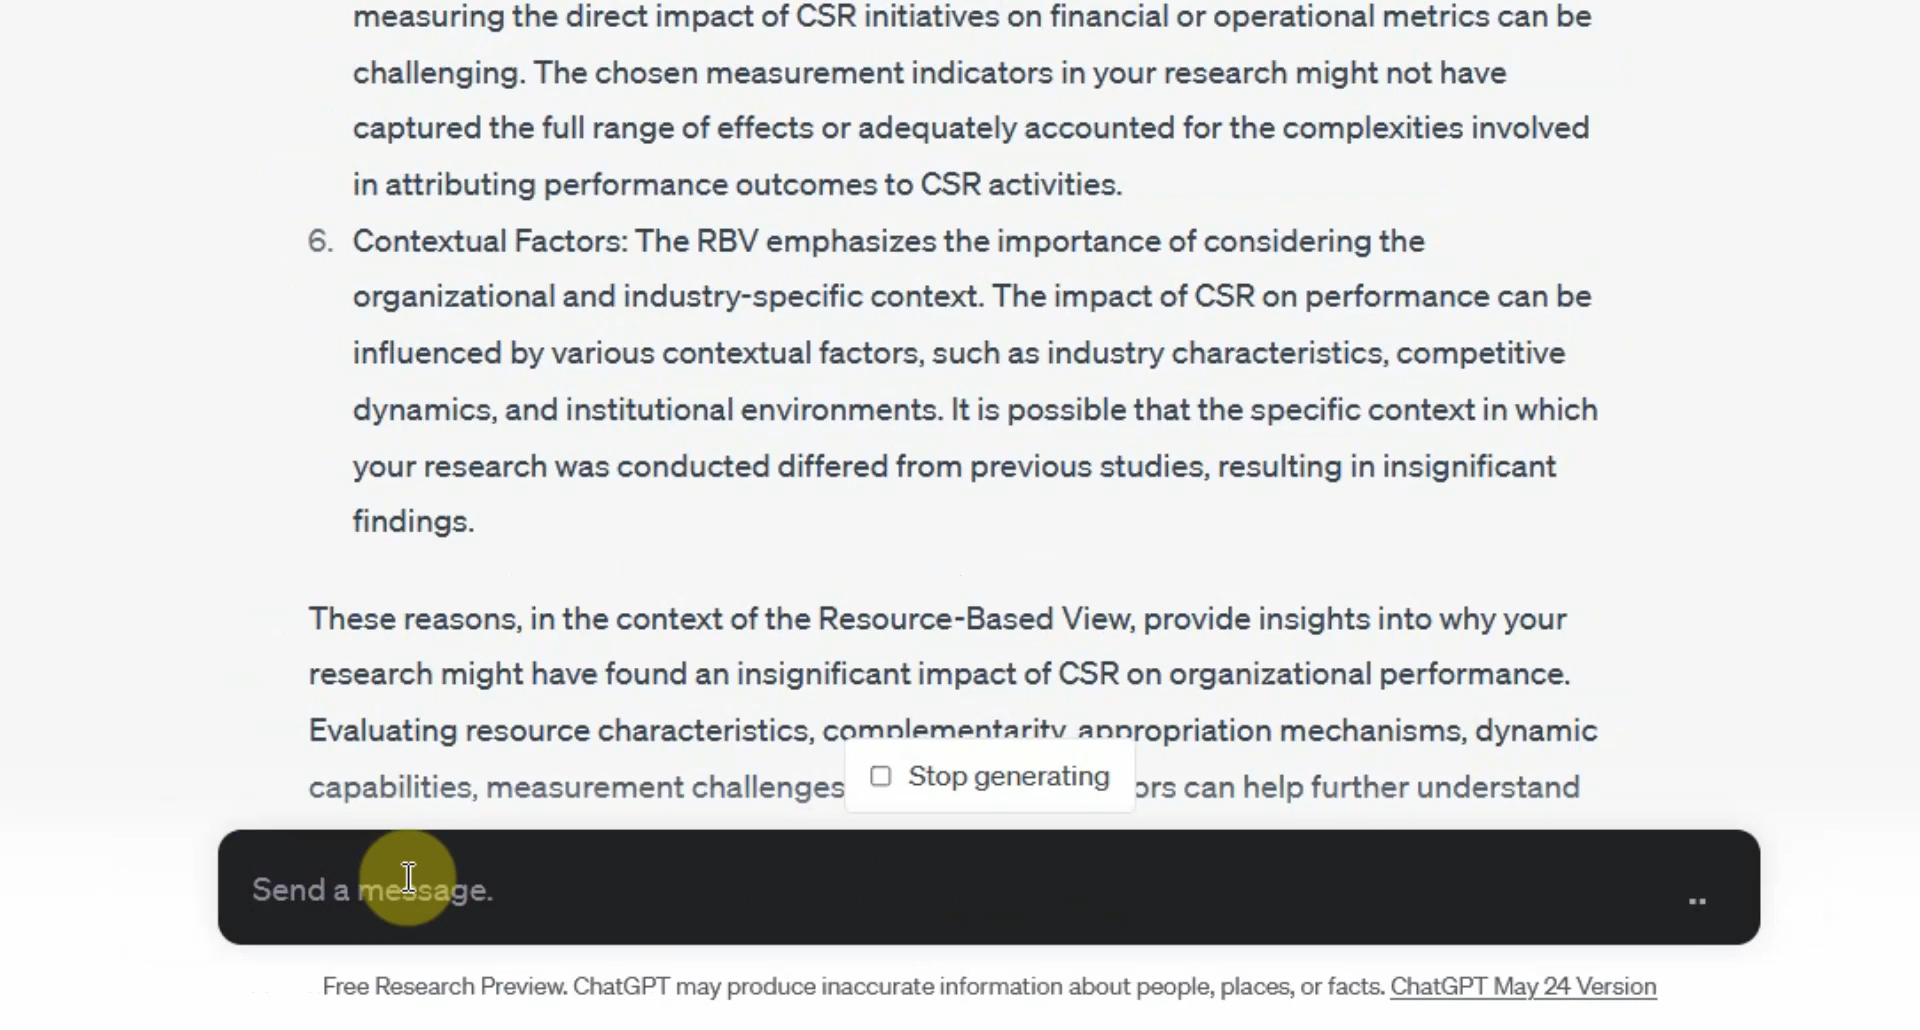 measuring the direct impact of CSR initiatives on financial or operational metrics can be
challenging. The chosen measurement indicators in your research might not have
captured the full range of effects or adequately accounted for the complexities involved
in attributing performance outcomes to CSR activities.
6. Contextual Factors: The RBV emphasizes the importance of considering the
organizational and industry-specific context. The impact of CSR on performance can be
influenced by various contextual factors, such as industry characteristics, competitive
dynamics, and institutional environments. It is possible that the specific context in which
your research was conducted differed from previous studies, resulting in insignificant
findings.
These reasons, in the context of the Resource-Based View, provide insights into why your
research might have found an insignificant impact of CSR on organizational performance.
Evaluating resource characteristics, complementarity, appropriation mechanisms, dynamic
capabilities, measurement challenges ors can help further understand
Stop generating
Send a message.
Free Research Preview. ChatGPT may produce inaccurate information about people, places, or facts. ChatGPT May 24 Version